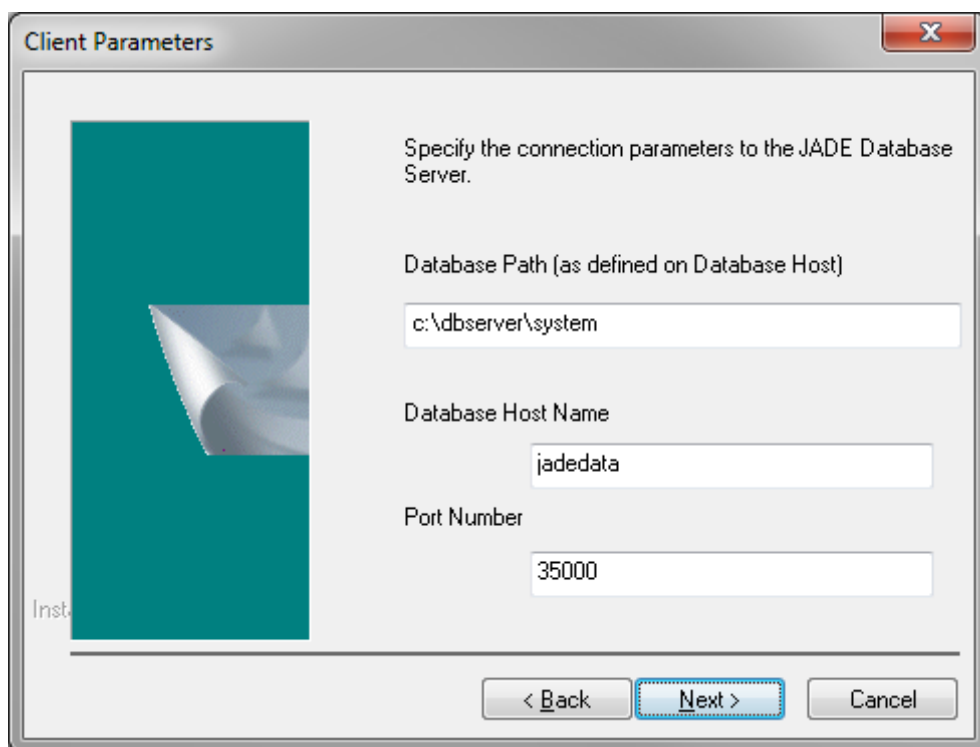 Client Parameters
Specify the connection parameters to the JADE Database
Server.
Database Path (as defined on Database Host)
c:\dbserver\system
Database Host Name
jadedata
Port Number
35000
Inst
< Back
Next >
Cancel